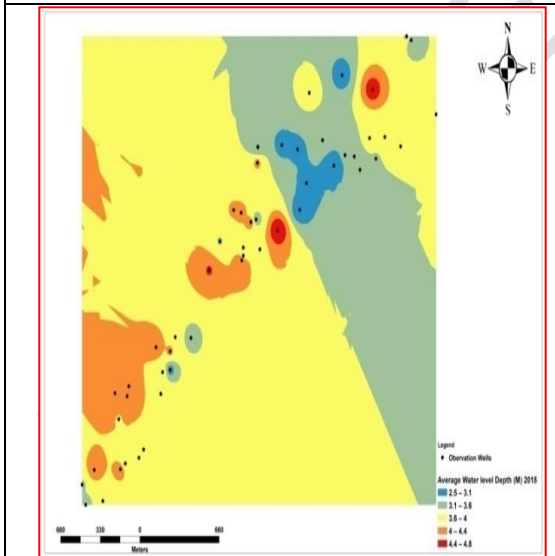 N
W E
S
Legend
Obervation Wells
Average Water level Depth (M) 2018
2.5 – 3.1
3.1 – 3.6
3.6 – 4
4 – 4.4
4.4 – 4.8
660 330 0 660
Meters